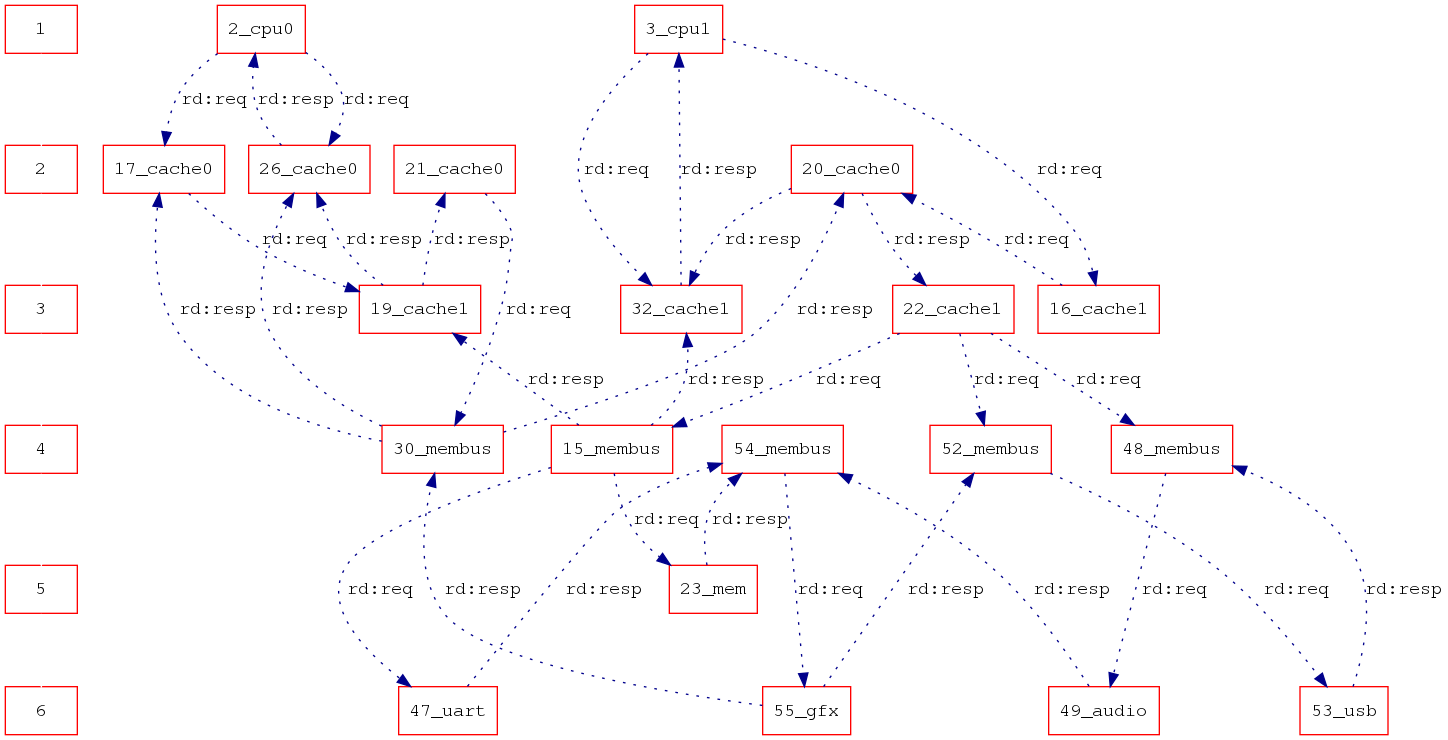 1
2_cpu0
3_cpu1
rd:req
rd:resp
rd:req
2
17_cache0
26_cache0
21_cache0
rd:req
rd:resp
20_cache0
rd:req
rd:req
rd:resp
rd:resp
rd:resp
rd:resp
rd:req
3
rd:resp
rd:resp
19_cache1
rd:req
32_cache1
rd:resp
22_cache1
16_cache1
rd:resp
rd:resp
rd:req
rd:req
rd:req
4
30_membus
15_membus
54_membus
52_membus
48_membus
rd:req
rd:resp
5
rd:req
rd:resp
rd:resp
23_mem
rd:req
rd:resp
rd:resp
rd:req
rd:req
rd:resp
6
47_uart
55_gfx
49_audio
53_usb